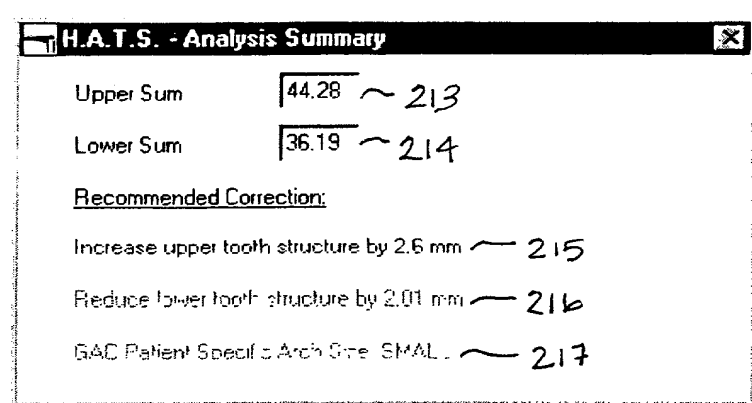 H.A.T.S. - Analysis Summary
Upper Sum 44.28 213
Lower Sum 36.19 214
Recommended Correction:
Increase upper tooth structure by 2.6 mm 215
Reduce lower tooth structure by 2.01 mm 216
GAC Patient Specific Arch Size SMAL 217